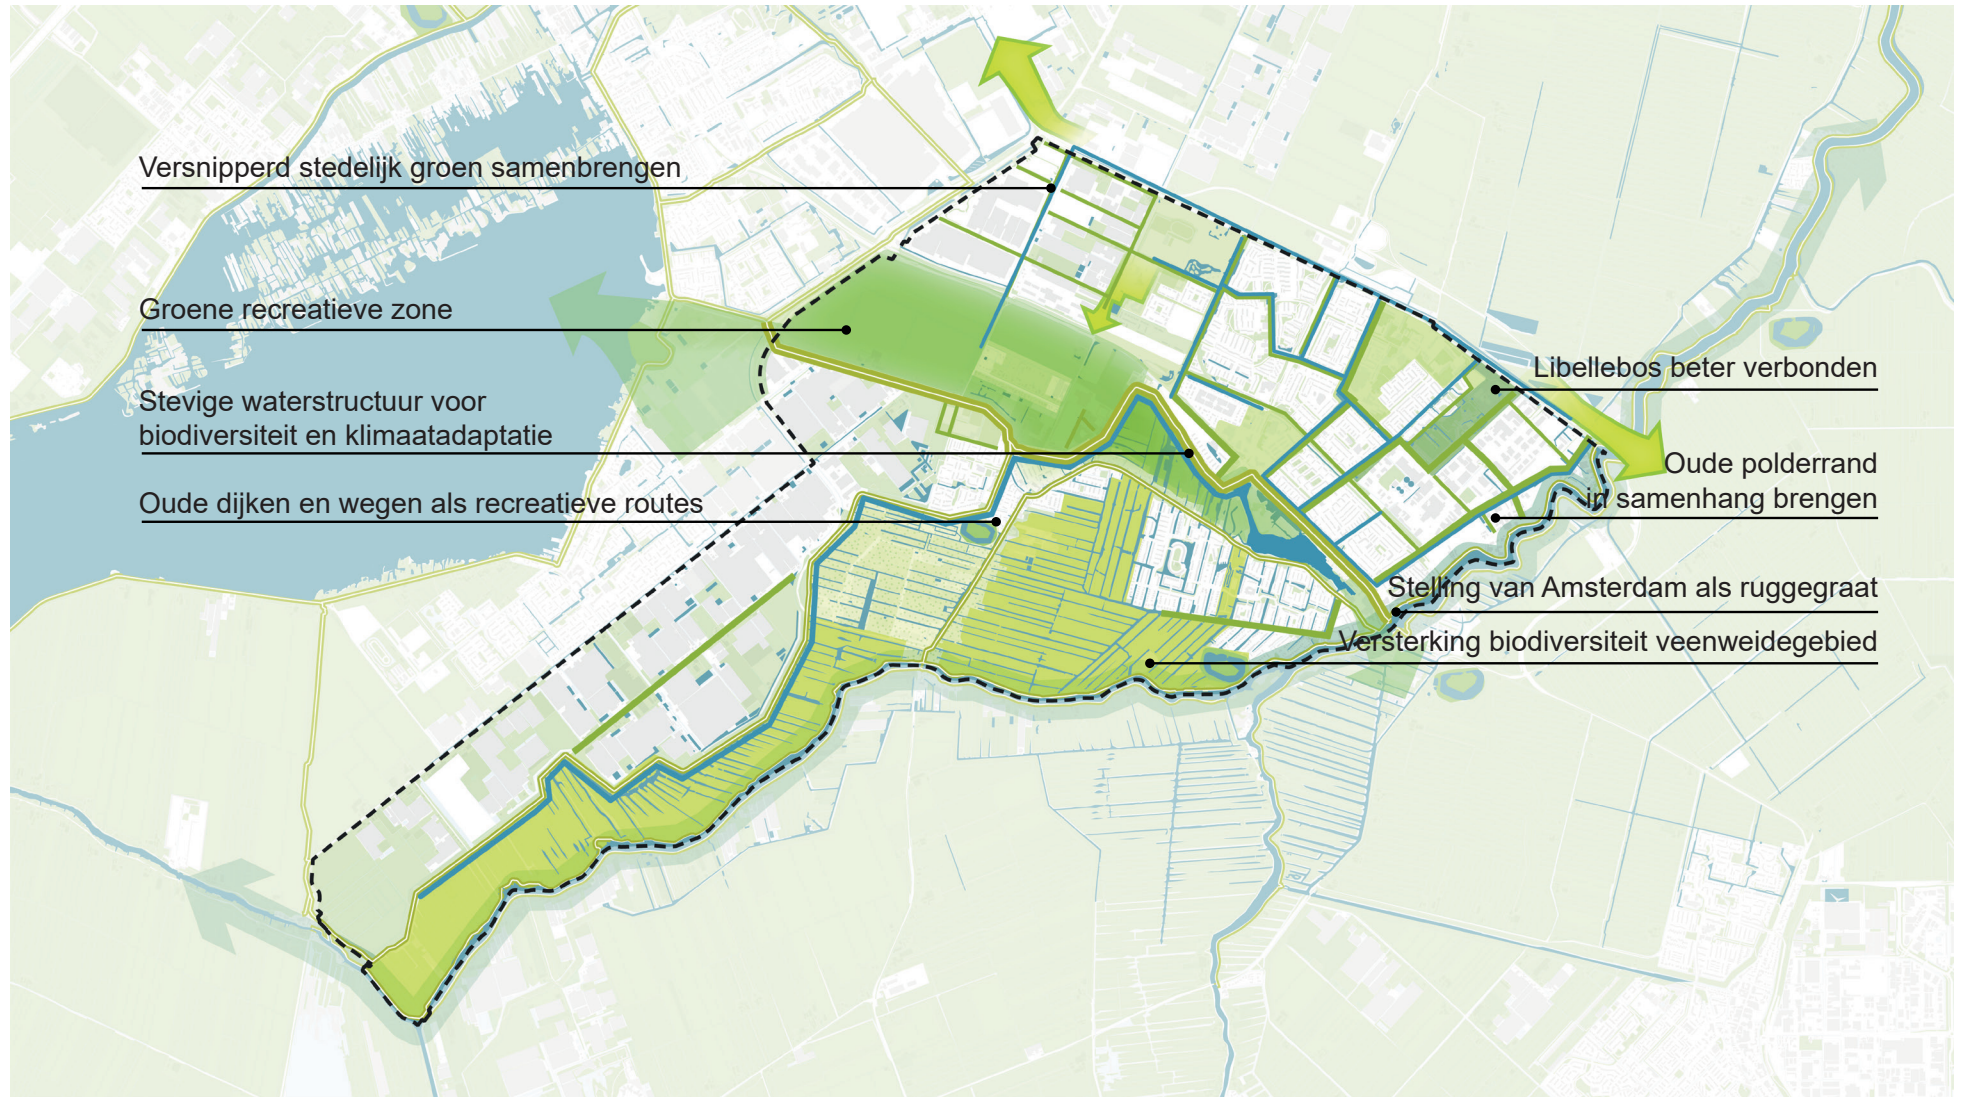 Versnipperd stedelijk groen samenbrengen
Groene recreatieve zone
Stevige waterstructuur voor
biodiversiteit en klimaatadaptatie
Oude dijken en wegen als recreatieve routes
Libellebos beter verbonden
Oude polderrand
in samenhang brengen
Stelling van Amsterdam als ruggegraat
Versterking biodiversiteit veenweidegebied